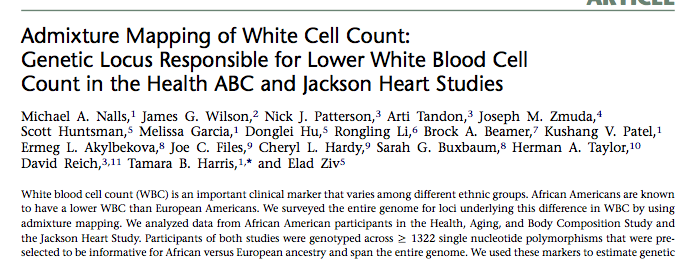 ARTICLE
Admixture Mapping of White Cell Count:
Genetic Locus Responsible for Lower White Blood Cell
Count in the Health ABC and Jackson Heart Studies
Michael A. Nalls,1 James G. Wilson,2 Nick J. Patterson,3 Arti Tandon,3 Joseph M. Zmuda,4
Scott Huntsman,5 Melissa Garcia,1 Donglei Hu,5 Rongling Li,6 Brock A. Beamer,7 Kushang V. Patel,1
Ermeg L. Akylbekova,8 Joe C. Files,9 Cheryl L. Hardy,9 Sarah G. Buxbaum,8 Herman A. Taylor,10
David Reich,3,11 Tamara B. Harris,1,* and Elad Ziv5
White blood cell count (WBC) is an important clinical marker that varies among different ethnic groups. African Americans are known
to have a lower WBC than European Americans. We surveyed the entire genome for loci underlying this difference in WBC by using
admixture mapping. We analyzed data from African American participants in the Health, Aging, and Body Composition Study and
the Jackson Heart Study. Participants of both studies were genotyped across ≥ 1322 single nucleotide polymorphisms that were pre-
selected to be informative for African versus European ancestry and span the entire genome. We used these markers to estimate genetic